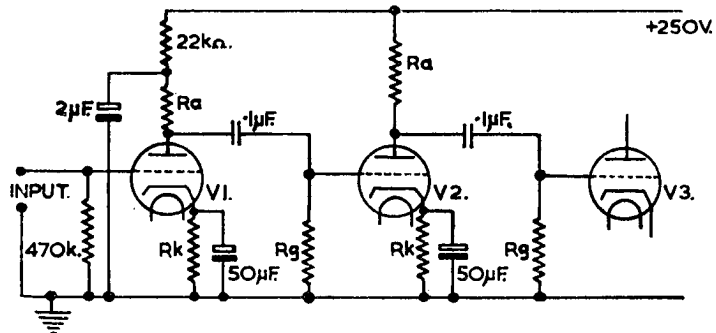 22kΩ.
+250V.
Ra
Ra
2µF.
·1µF.
·1µF.
INPUT.
V1.
V2.
V3.
470k.
Rk
50µF.
Rg
Rk
50µF.
Rg